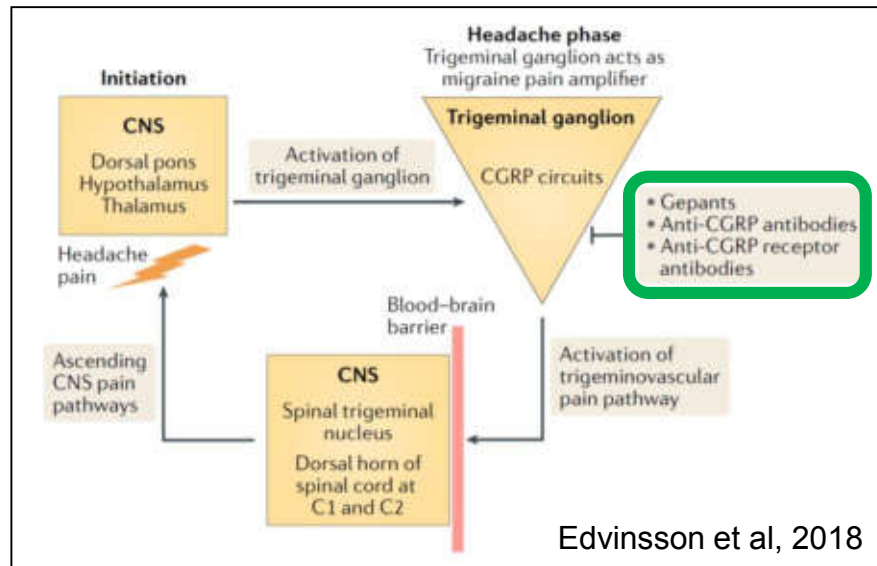 Headache phase
Trigeminal ganglion acts as
migraine pain amplifier
Initiation
CNS
Dorsal pons
Hypothalamus
Thalamus
Activation of
trigeminal ganglion
Trigeminal ganglion
CGRP circuits
• Gepants
• Anti-CGRP antibodies
• Anti-CGRP receptor
antibodies
Headache
pain
Blood–brain
barrier
Ascending
CNS pain
pathways
CNS
Spinal trigeminal
nucleus
Dorsal horn of
spinal cord at
C1 and C2
Activation of
trigeminovascular
pain pathway
Edvinsson et al, 2018